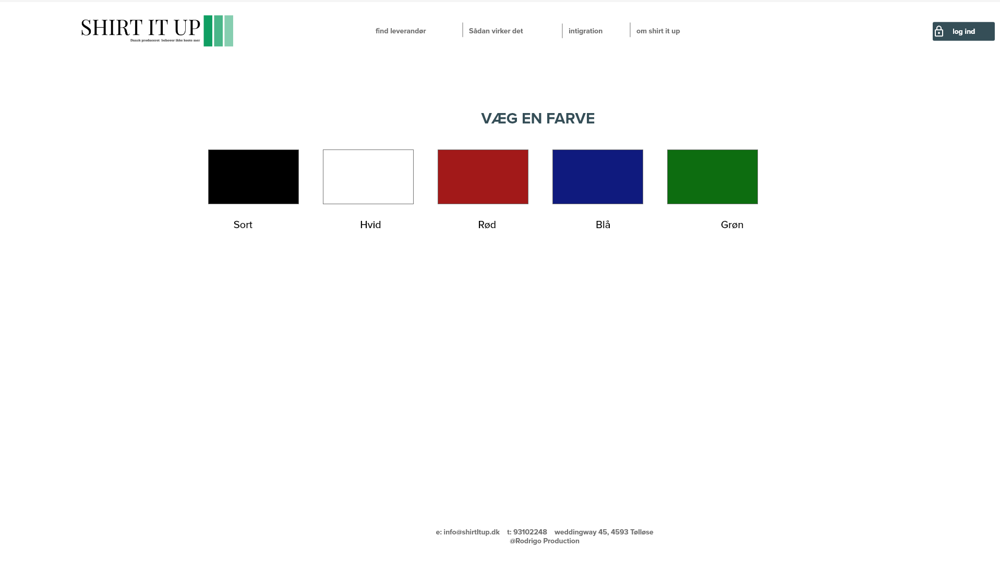 SHIRT IT UP
Dansk produceret behover ikke koste mer
find leverandør
Sådan virker det
intigration
om shirt it up
log ind
VÆG EN FARVE
Sort
Hvid
Rød
Blå
Grøn
e: info@shirtItup.dk t: 93102248 weddingway 45, 4593 Tølløse
@Rodrigo Production